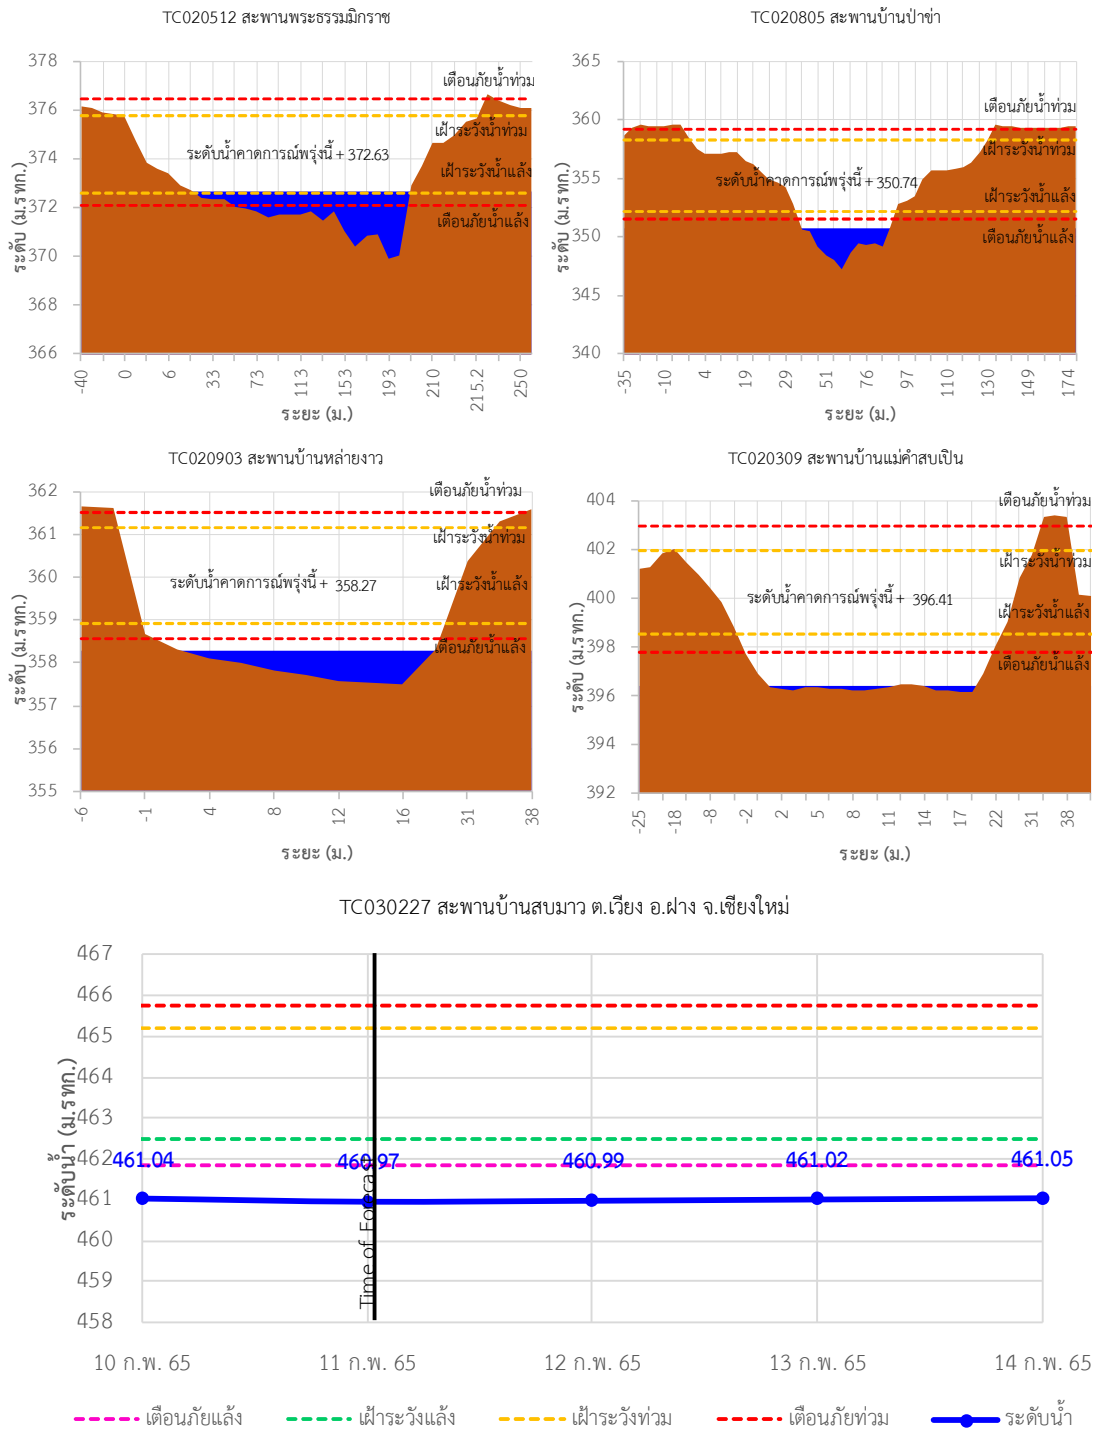 TC020512 สะพานพระธรรมมิกราช
378
376
374
372
370
368
366
ระดับ (ม.รทก.)
เตือนภัยน้ำท่วม
เฝ้าระวังน้ำท่วม
ระดับน้ำคาดการณ์พรุ่งนี้ + 372.63
เฝ้าระวังน้ำแล้ง
เตือนภัยน้ำแล้ง
-40 0 6 33 73 113 153 193 210 215.2 250
ระยะ (ม.)
TC020805 สะพานบ้านป่าข่า
365
360
355
350
345
340
ระดับ (ม.รทก.)
เตือนภัยน้ำท่วม
เฝ้าระวังน้ำท่วม
ระดับน้ำคาดการณ์พรุ่งนี้ + 350.74
เฝ้าระวังน้ำแล้ง
เตือนภัยน้ำแล้ง
-35 -10 4 19 29 51 76 97 110 130 149 174
ระยะ (ม.)
TC020903 สะพานบ้านหล่ายงาว
362
361
360
359
358
357
356
355
ระดับ (ม.รทก.)
เตือนภัยน้ำท่วม
เฝ้าระวังน้ำท่วม
ระดับน้ำคาดการณ์พรุ่งนี้ + 358.27
เฝ้าระวังน้ำแล้ง
เตือนภัยน้ำแล้ง
-6 -1 4 8 12 16 31 38
ระยะ (ม.)
TC020309 สะพานบ้านแม่คำสบเปิน
404
402
400
398
396
394
392
ระดับ (ม.รทก.)
เตือนภัยน้ำท่วม
เฝ้าระวังน้ำท่วม
ระดับน้ำคาดการณ์พรุ่งนี้ + 396.41
เฝ้าระวังน้ำแล้ง
เตือนภัยน้ำแล้ง
-25 -18 -8 -2 2 5 8 11 14 17 22 31 38
ระยะ (ม.)
TC030227 สะพานบ้านสบมาว ต.เวียง อ.ฝาง จ.เชียงใหม่
467
466
465
464
463
462
461
460
459
458
ระดับน้ำ (ม.รทก.)
461.04 460.97 460.99 461.02 461.05
Time of Forecast
10 ก.พ. 65 11 ก.พ. 65 12 ก.พ. 65 13 ก.พ. 65 14 ก.พ. 65
เตือนภัยแล้ง เฝ้าระวังแล้ง เฝ้าระวังท่วม เตือนภัยท่วม ระดับน้ำ